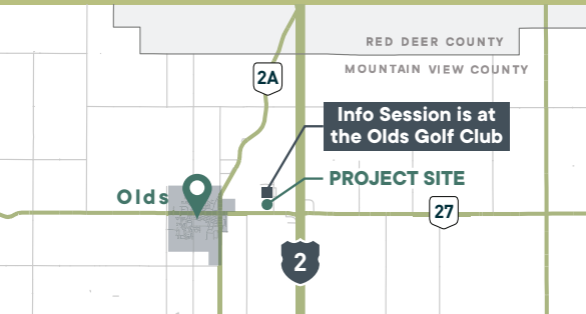 RED DEER COUNTY
MOUNTAIN VIEW COUNTY
2A
Info Session is at
the Olds Golf Club
PROJECT SITE
Olds
27
2